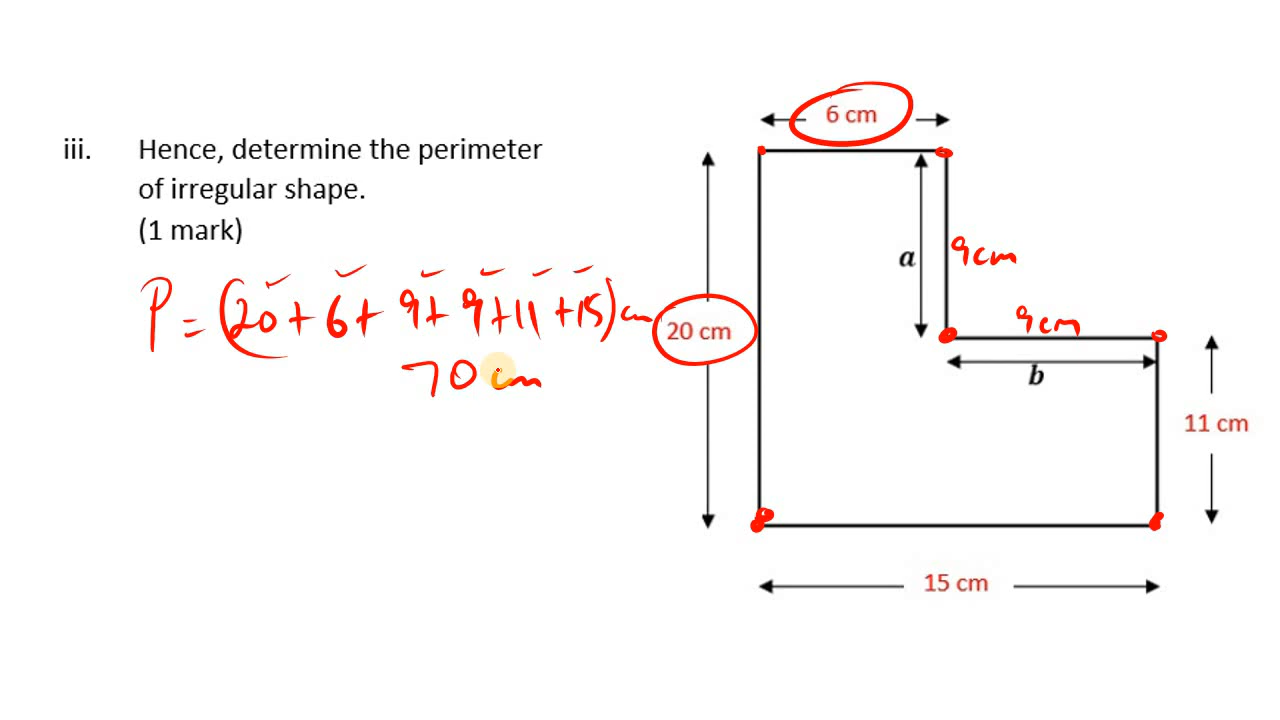 iii. Hence, determine the perimeter
of irregular shape.
(1 mark)
P = (20 + 6 + 9 + 9 + 11 + 15) cm
70 cm
6 cm
a
9cm
20 cm
9cm
b
11 cm
15 cm